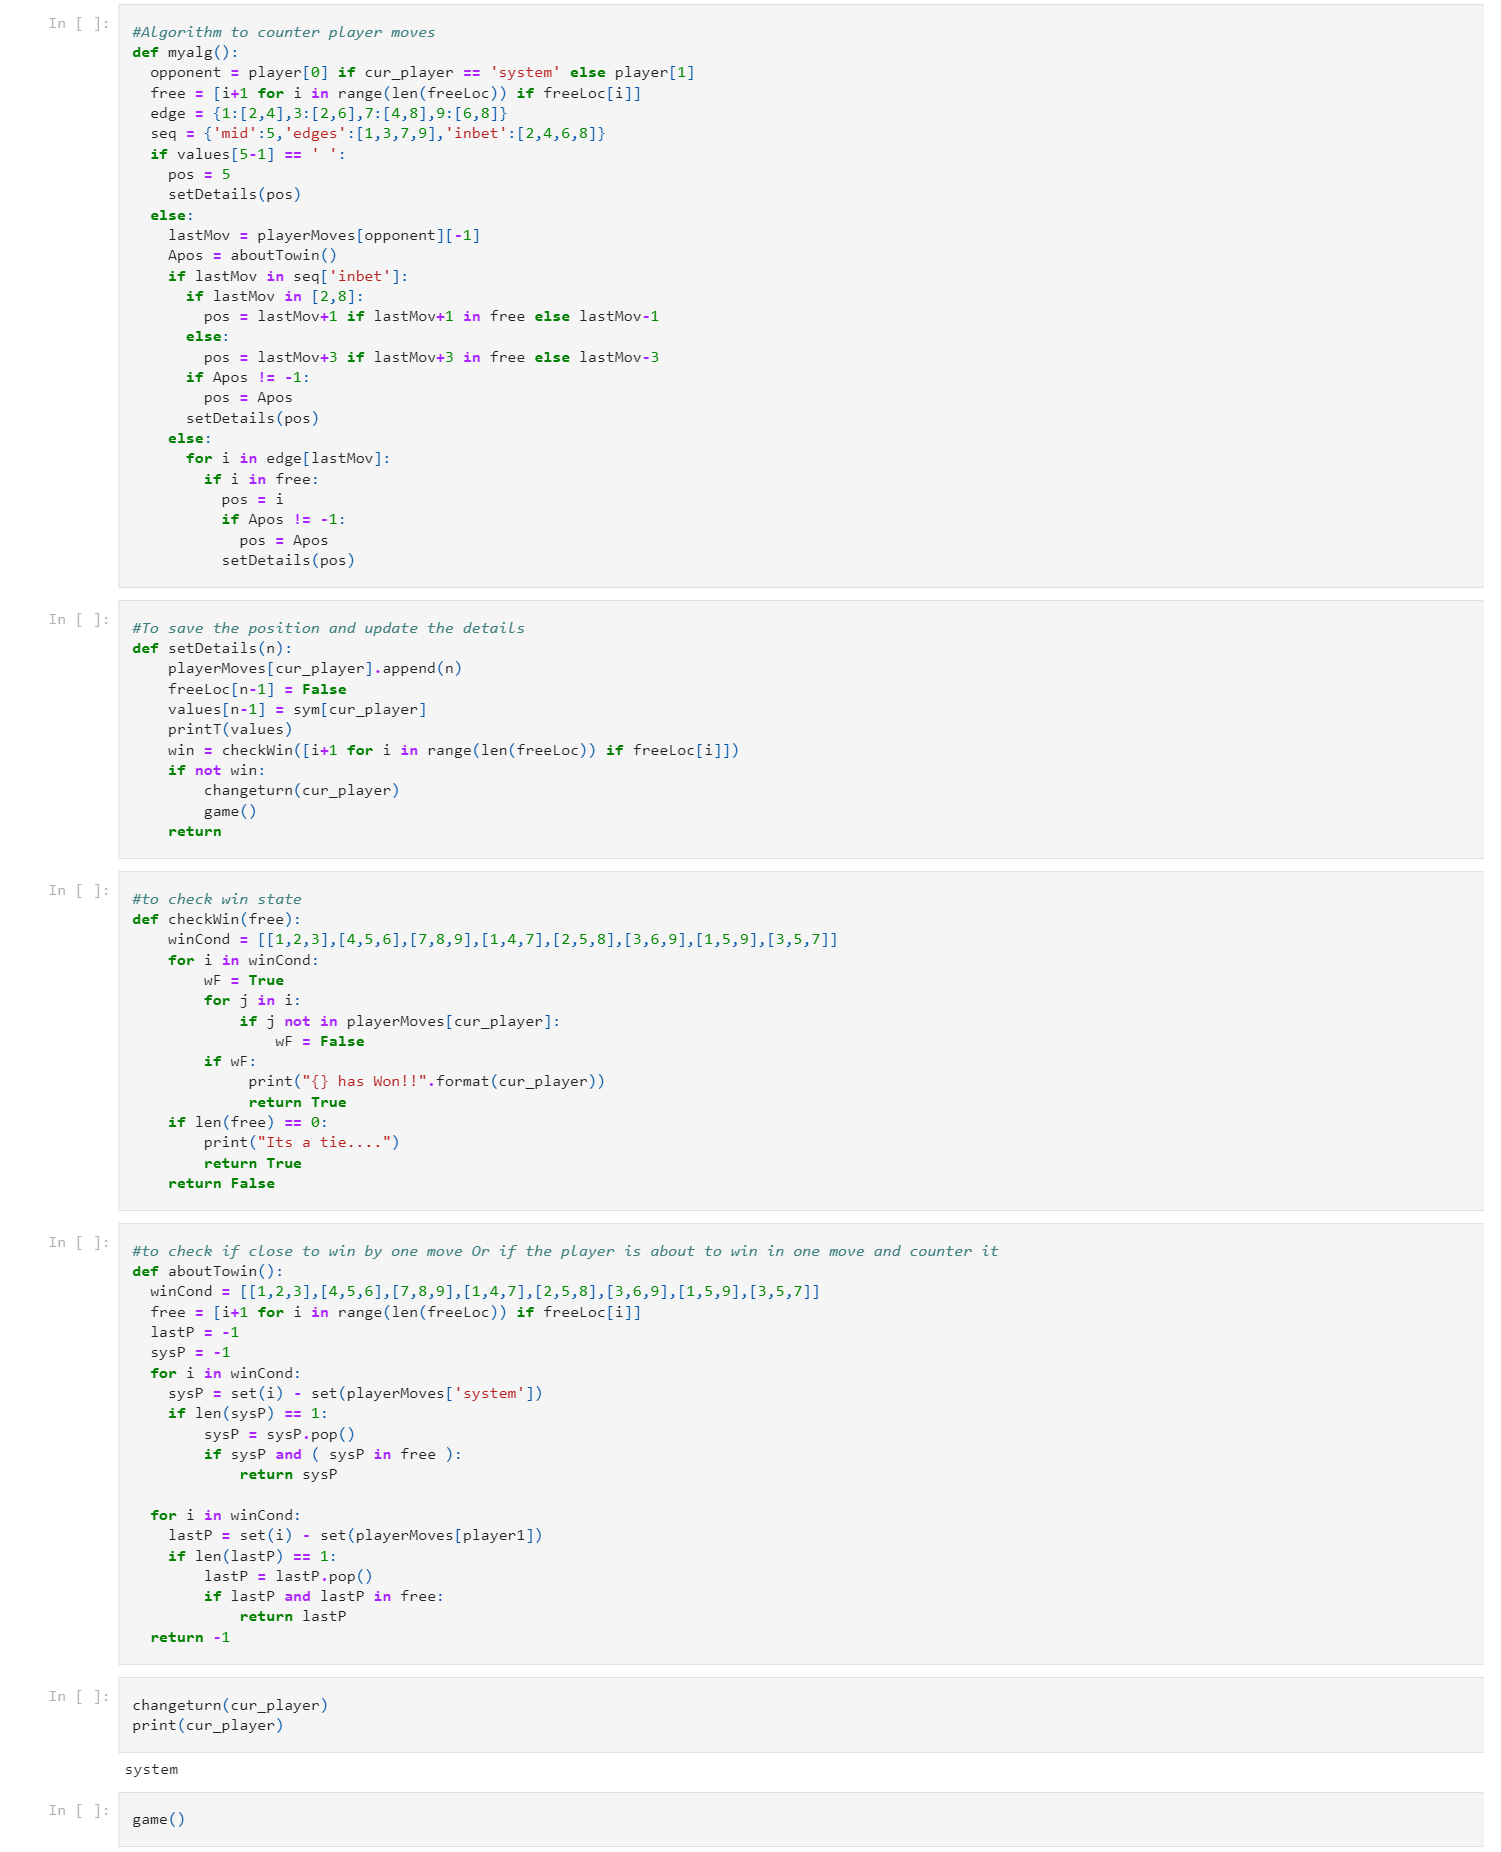 In [ ]:
#Algorithm to counter player moves
def myalg():
  opponent = player[0] if cur_player == 'system' else player[1]
  free = [i+1 for i in range(len(freeLoc)) if freeLoc[i]]
  edge = {1:[2,4],3:[2,6],7:[4,8],9:[6,8]}
  seq = {'mid':5,'edges':[1,3,7,9],'inbet':[2,4,6,8]}
  if values[5-1] == ' ':
    pos = 5
    setDetails(pos)
  else:
    lastMov = playerMoves[opponent][-1]
    Apos = aboutTowin()
    if lastMov in seq['inbet']:
      if lastMov in [2,8]:
        pos = lastMov+1 if lastMov+1 in free else lastMov-1
      else:
        pos = lastMov+3 if lastMov+3 in free else lastMov-3
      if Apos != -1:
        pos = Apos
      setDetails(pos)
    else:
      for i in edge[lastMov]:
        if i in free:
          pos = i
          if Apos != -1:
            pos = Apos
          setDetails(pos)
In [ ]:
#To save the position and update the details
def setDetails(n):
    playerMoves[cur_player].append(n)
    freeLoc[n-1] = False
    values[n-1] = sym[cur_player]
    printT(values)
    win = checkWin([i+1 for i in range(len(freeLoc)) if freeLoc[i]])
    if not win:
        changeturn(cur_player)
        game()
    return
In [ ]:
#to check win state
def checkWin(free):
    winCond = [[1,2,3],[4,5,6],[7,8,9],[1,4,7],[2,5,8],[3,6,9],[1,5,9],[3,5,7]]
    for i in winCond:
        wF = True
        for j in i:
            if j not in playerMoves[cur_player]:
                wF = False
        if wF:
             print("{} has Won!!".format(cur_player))
             return True
    if len(free) == 0:
        print("Its a tie....")
        return True
    return False
In [ ]:
#to check if close to win by one move Or if the player is about to win in one move and counter it
def aboutTowin():
  winCond = [[1,2,3],[4,5,6],[7,8,9],[1,4,7],[2,5,8],[3,6,9],[1,5,9],[3,5,7]]
  free = [i+1 for i in range(len(freeLoc)) if freeLoc[i]]
  lastP = -1
  sysP = -1
  for i in winCond:
    sysP = set(i) - set(playerMoves['system'])
    if len(sysP) == 1:
        sysP = sysP.pop()
        if sysP and ( sysP in free ):
            return sysP

  for i in winCond:
    lastP = set(i) - set(playerMoves[player1])
    if len(lastP) == 1:
        lastP = lastP.pop()
        if lastP and lastP in free:
            return lastP
  return -1
In [ ]:
changeturn(cur_player)
print(cur_player)
system
In [ ]:
game()